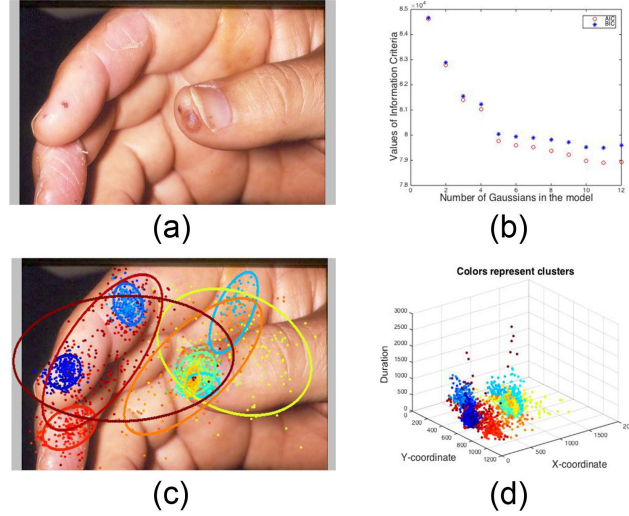 8.5 ×10⁴
AIC
BIC
8.4
8.3
8.2
8.1
8
7.9
7.8
0 2 4 6 8 10 12
Values of Information Criteria
Number of Gaussians in the model
(a) (b)
Colors represent clusters
3000
2500
2000
1500
1000
500
0
Duration
0
200
400
600
800
1000
1200
Y-coordinate
0
500
1000
1500
X-coordinate
(c) (d)